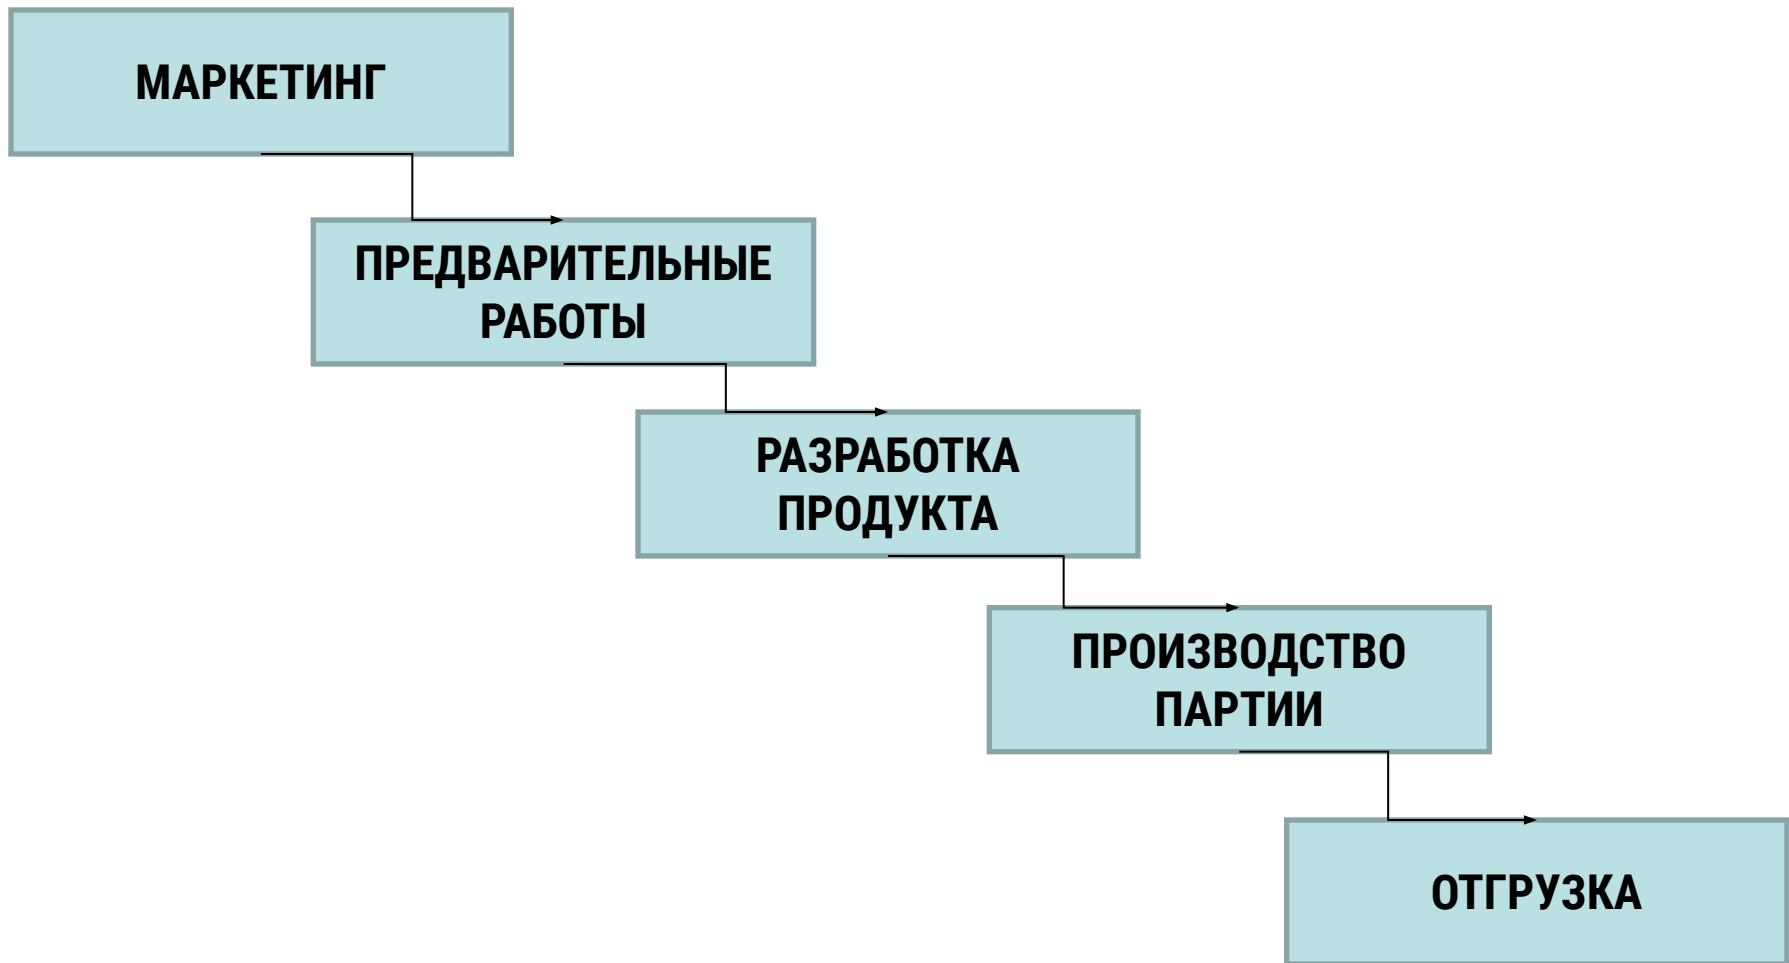 МАРКЕТИНГ
ПРЕДВАРИТЕЛЬНЫЕ
РАБОТЫ
РАЗРАБОТКА
ПРОДУКТА
ПРОИЗВОДСТВО
ПАРТИИ
ОТГРУЗКА